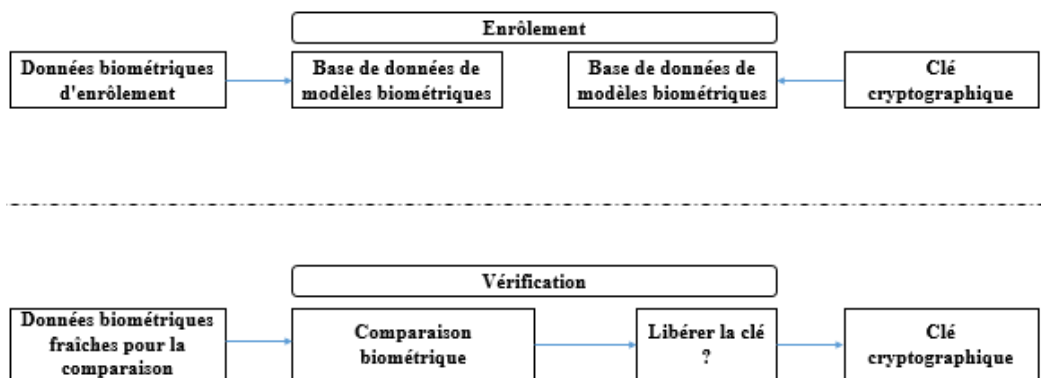 Enrôlement
Données biométriques
d'enrôlement
Base de données de
modèles biométriques
Base de données de
modèles biométriques
Clé
cryptographique
Vérification
Données biométriques
fraîches pour la
comparaison
Comparaison
biométrique
Libérer la clé
?
Clé
cryptographique